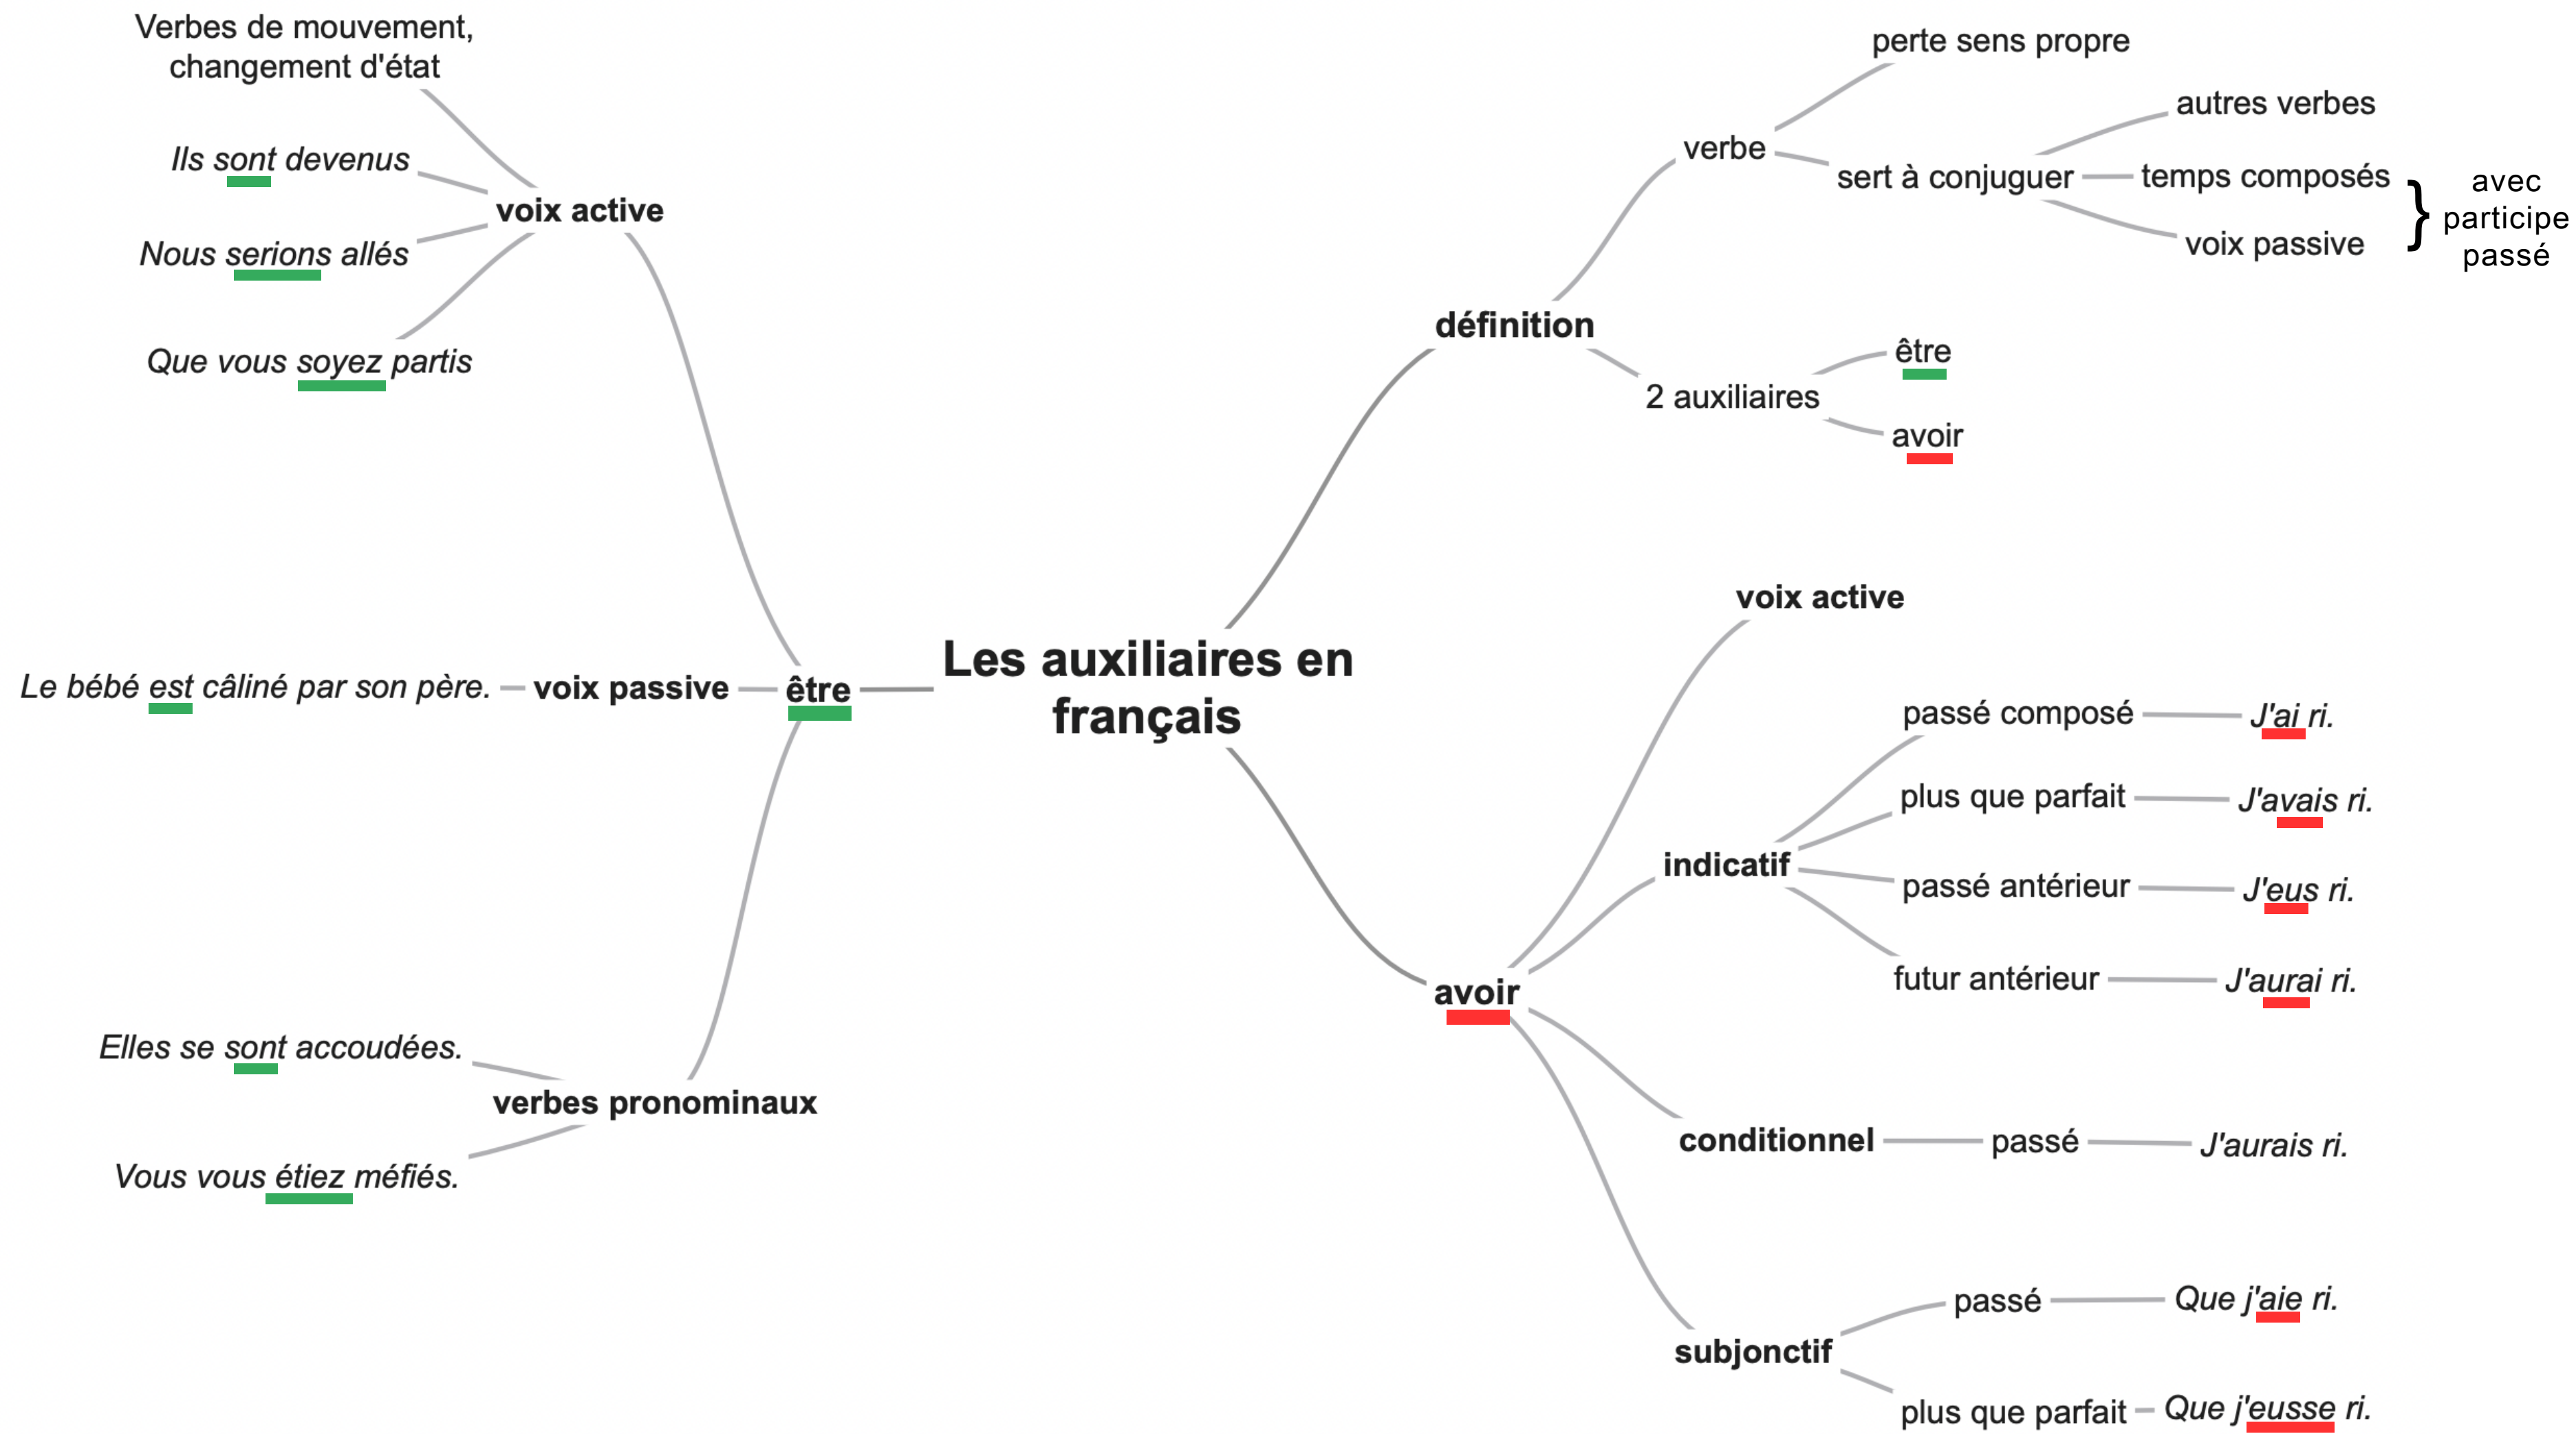 Les auxiliaires en
français
définition
verbe
perte sens propre
sert à conjuguer
autres verbes
temps composés
voix passive
} avec
participe
passé
2 auxiliaires
être
avoir
avoir
voix active
indicatif
passé composé
J'ai ri.
plus que parfait
J'avais ri.
passé antérieur
J'eus ri.
futur antérieur
J'aurai ri.
conditionnel
passé
J'aurais ri.
subjonctif
passé
Que j'aie ri.
plus que parfait
Que j'eusse ri.
être
voix active
Verbes de mouvement,
changement d'état
Ils sont devenus
Nous serions allés
Que vous soyez partis
voix passive
Le bébé est câliné par son père.
verbes pronominaux
Elles se sont accoudées.
Vous vous étiez méfiés.